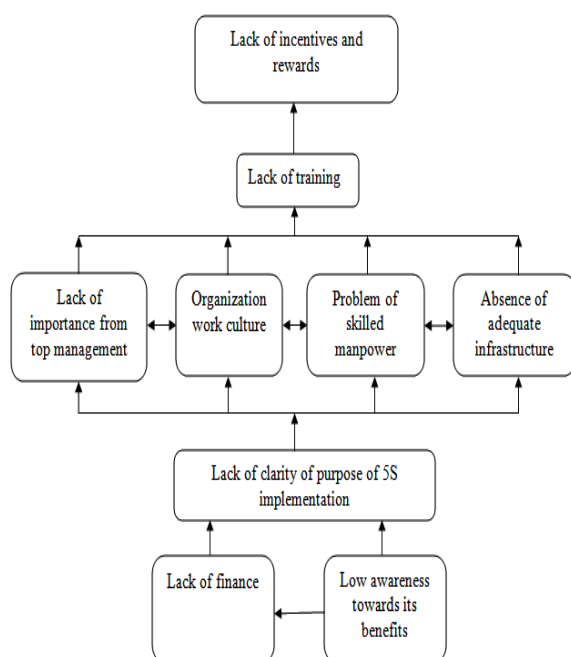 Lack of incentives and
rewards
Lack of training
Lack of
importance from
top management
Organization
work culture
Problem of
skilled
manpower
Absence of
adequate
infrastructure
Lack of clarity of purpose of 5S
implementation
Lack of finance
Low awareness
towards its
benefits